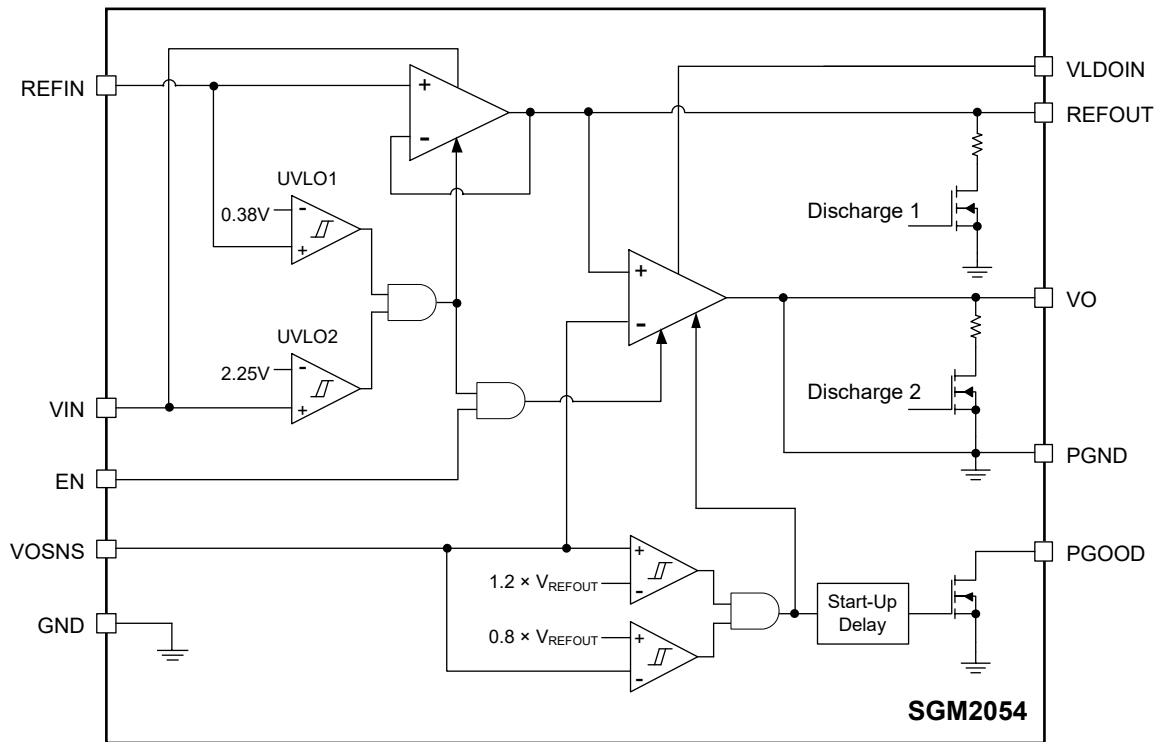 REFIN
+
-
VLDOIN
REFOUT
UVLO1
0.38V
-
+
Discharge 1
+
-
VO
UVLO2
2.25V
-
+
VIN
Discharge 2
EN
PGND
VOSNS
+
1.2 × VREFOUT
-
PGOOD
GND
0.8 × VREFOUT
+
-
Start-Up
Delay
SGM2054